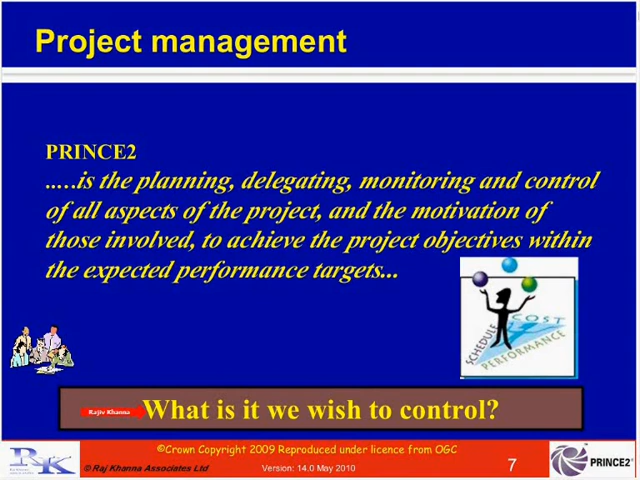 Project management
PRINCE2
.....is the planning, delegating, monitoring and control
of all aspects of the project, and the motivation of
those involved, to achieve the project objectives within
the expected performance targets...
SCHEDULE
COST
PERFORMANCE
Rajiv Khanna
What is it we wish to control?
©Crown Copyright 2009 Reproduced under licence from OGC
RK
© Raj Khanna Associates Ltd
Version: 14.0 May 2010
7
PRINCE2